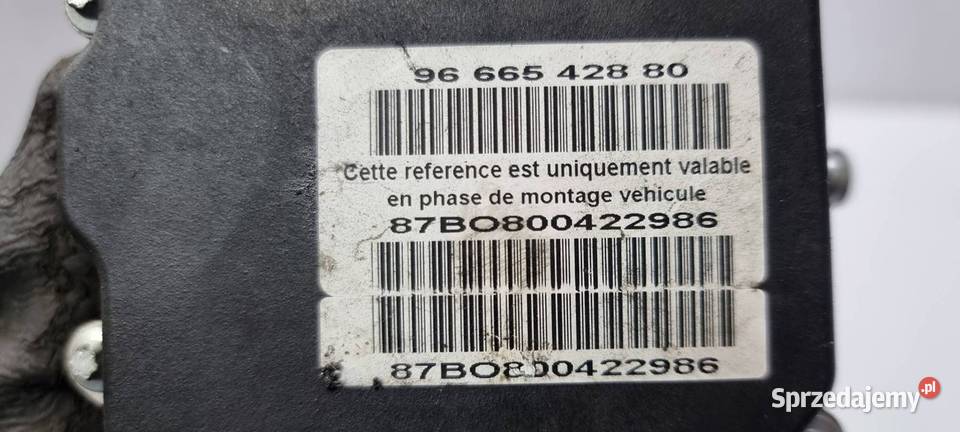 96 665 428 80
Cette reference est uniquement valable
en phase de montage vehicule
87BO800422986
87BO800422986
Sprzedajemy.pl